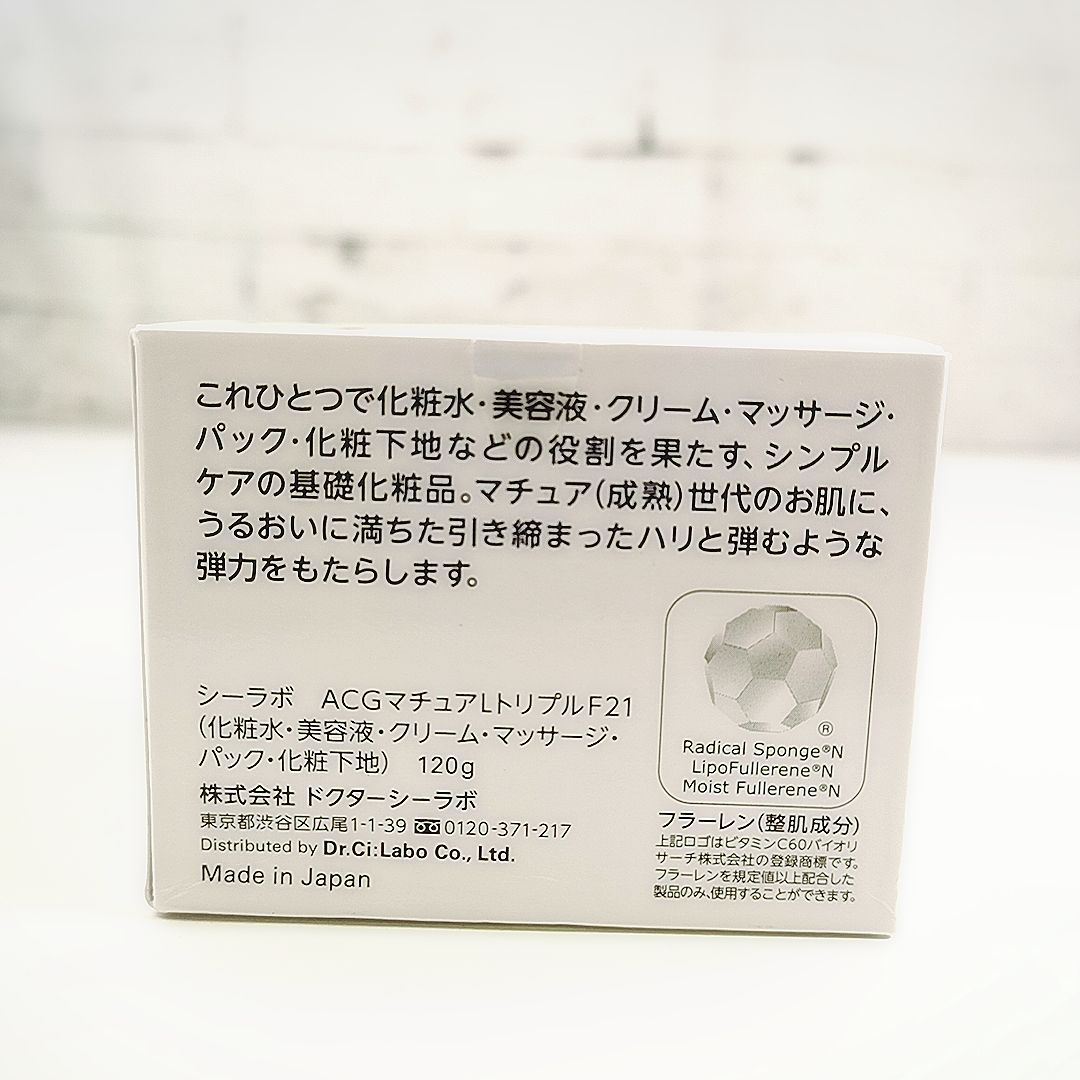 これひとつで化粧水・美容液・クリーム・マッサージ・
パック・化粧下地などの役割を果たす、シンプル
ケアの基礎化粧品。マチュア(成熟)世代のお肌に、
うるおいに満ちた引き締まったハリと弾むような
弾力をもたらします。
シーラボ　ACGマチュアLトリプルF21
(化粧水・美容液・クリーム・マッサージ・
パック・化粧下地)　120g
株式会社 ドクターシーラボ
東京都渋谷区広尾1-1-39 0120-371-217
Distributed by Dr.Ci:Labo Co., Ltd.
Made in Japan
®
Radical Sponge®N
LipoFullerene®N
Moist Fullerene®N
フラーレン(整肌成分)
上記ロゴはビタミンC60バイオリ
サーチ株式会社の登録商標です。
フラーレンを規定値以上配合した
製品のみ、使用することができます。